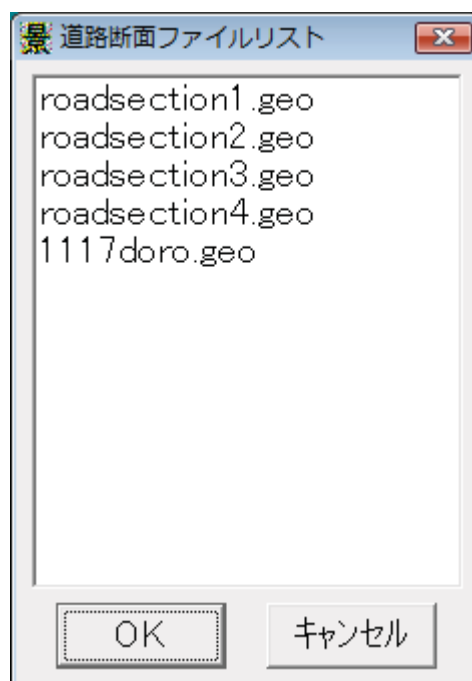 景 道路断面ファイルリスト
roadsection1.geo
roadsection2.geo
roadsection3.geo
roadsection4.geo
1117doro.geo
OK キャンセル